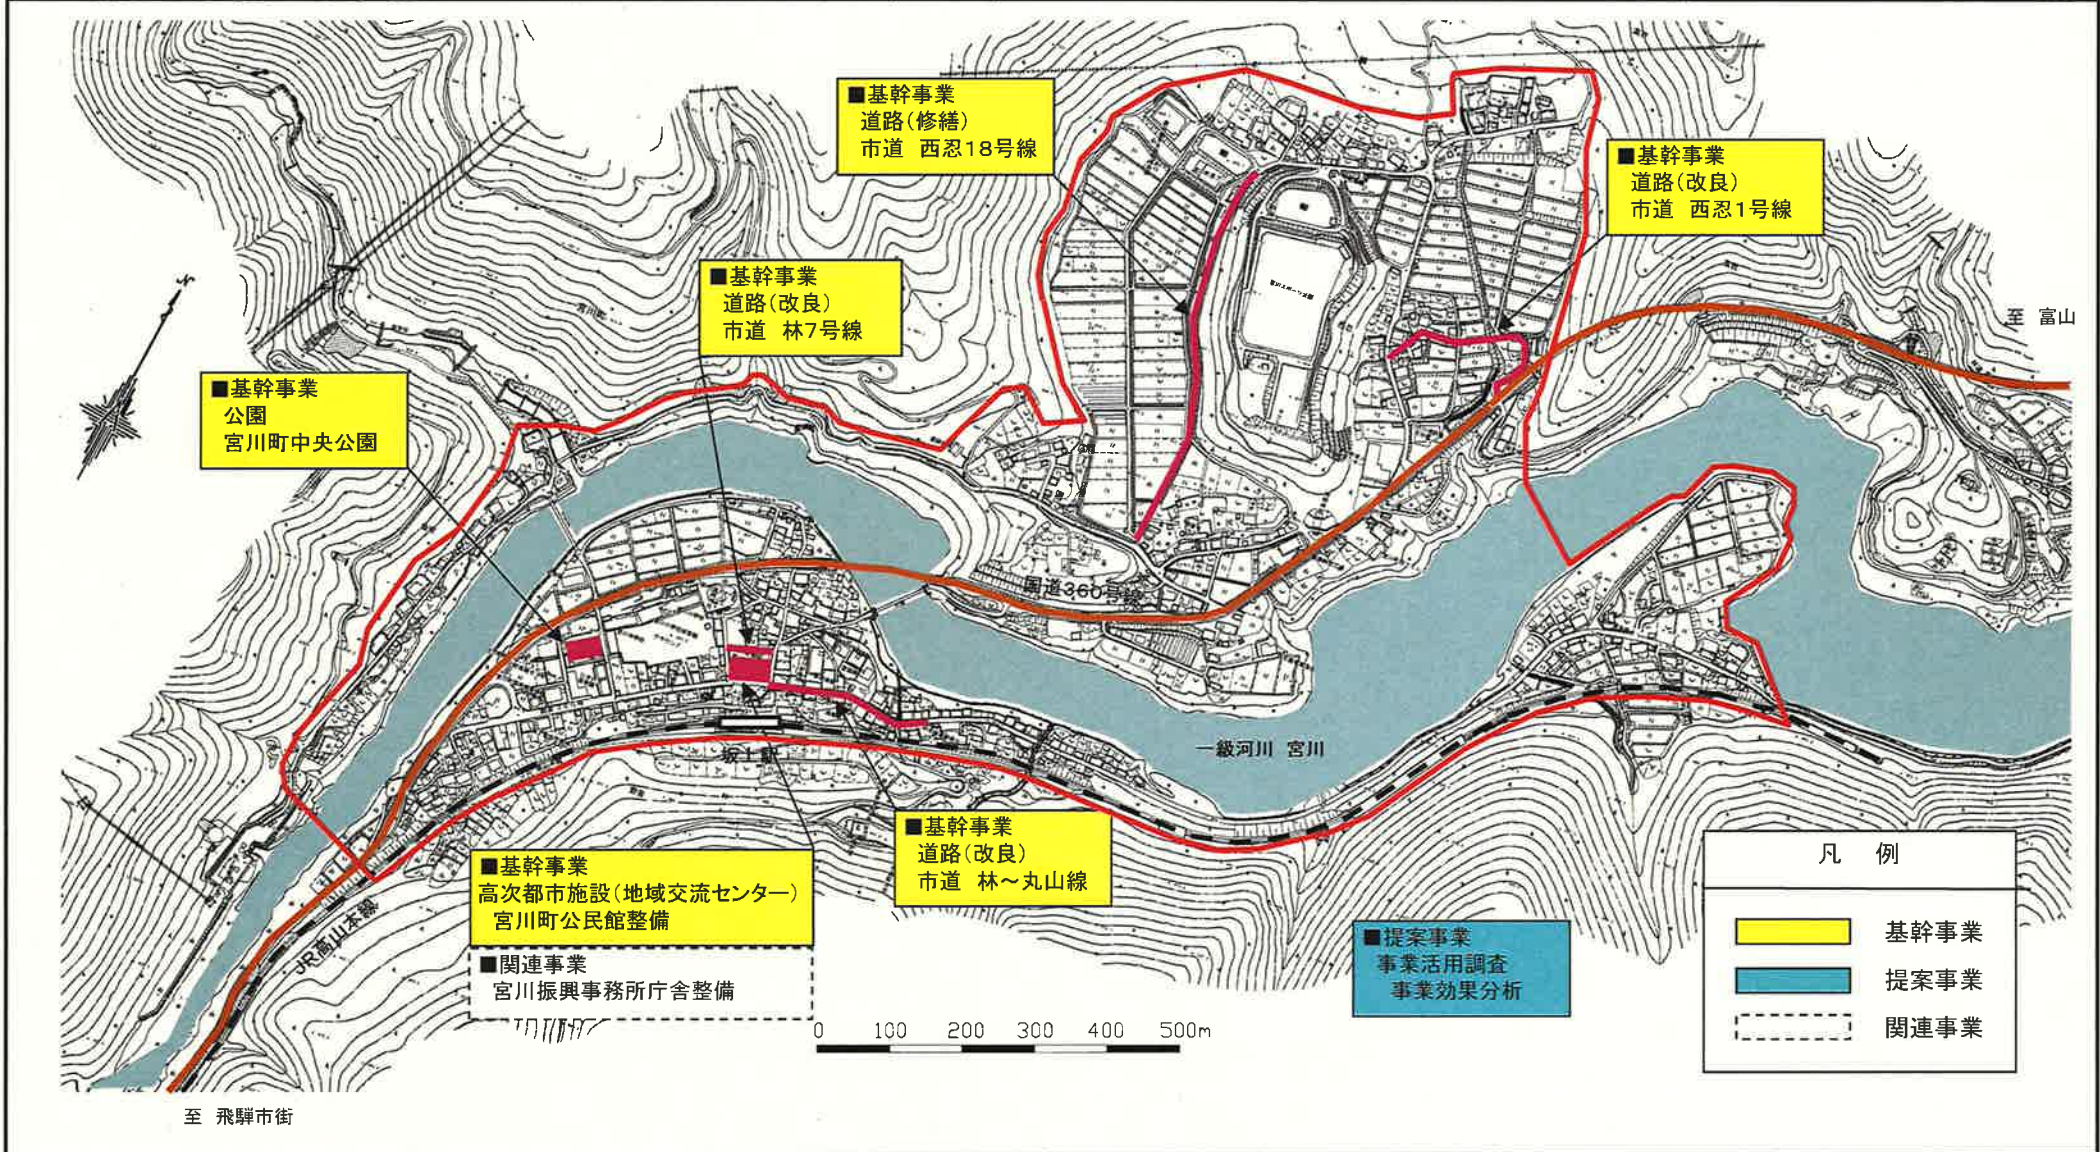 ■基幹事業
道路(修繕)
市道 西忍18号線
■基幹事業
道路(改良)
市道 西忍1号線
■基幹事業
道路(改良)
市道 林7号線
至 富山
■基幹事業
公園
宮川町中央公園
N
国道360号線
一級河川 宮川
坂上駅
■基幹事業
道路(改良)
市道 林～丸山線
■基幹事業
高次都市施設(地域交流センター)
宮川町公民館整備
■関連事業
宮川振興事務所庁舎整備
JR高山本線
■提案事業
事業活用調査
事業効果分析
凡 例
基幹事業
提案事業
関連事業
0 100 200 300 400 500m
至 飛騨市街